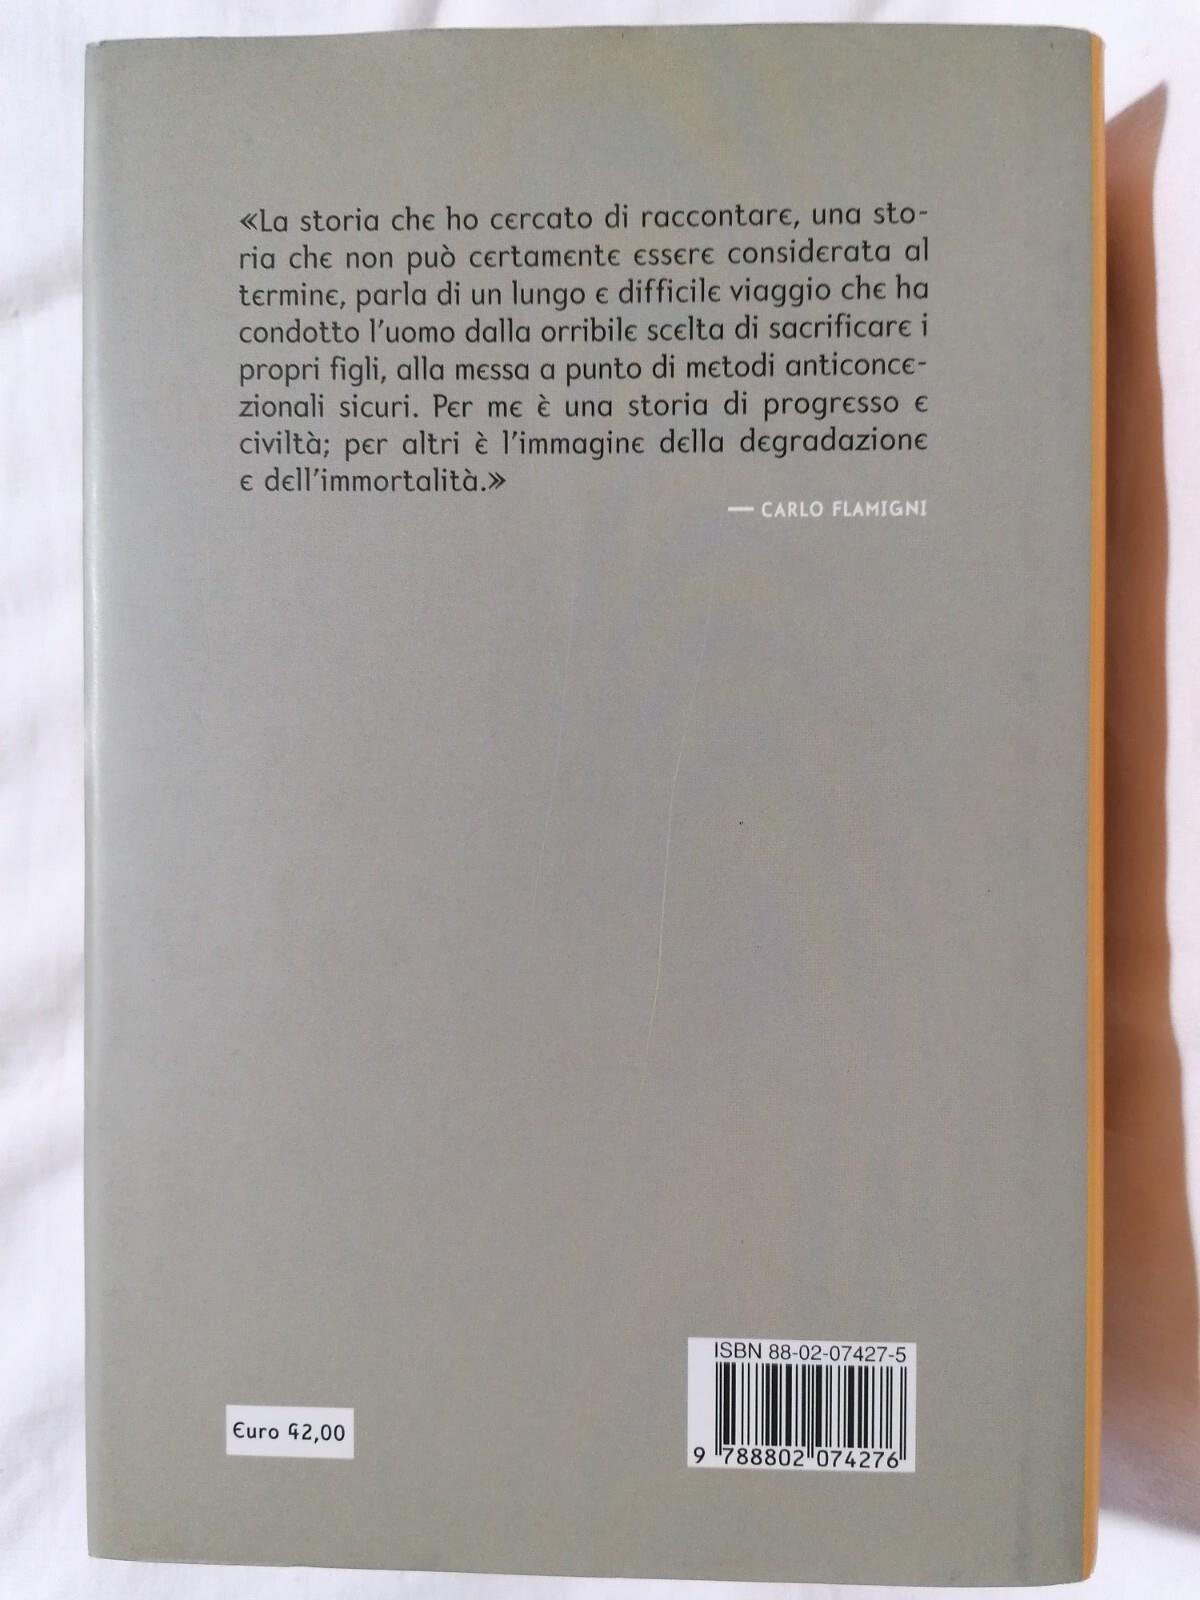 «La storia che ho cercato di raccontare, una sto-
ria che non può certamente essere considerata al
termine, parla di un lungo e difficile viaggio che ha
condotto l'uomo dalla orribile scelta di sacrificare i
propri figli, alla messa a punto di metodi anticonce-
zionali sicuri. Per me è una storia di progresso e
civiltà; per altri è l'immagine della degradazione
e dell'immortalità.»
— CARLO FLAMIGNI
ISBN 88-02-07427-5
Euro 42,00
9 788802 074276